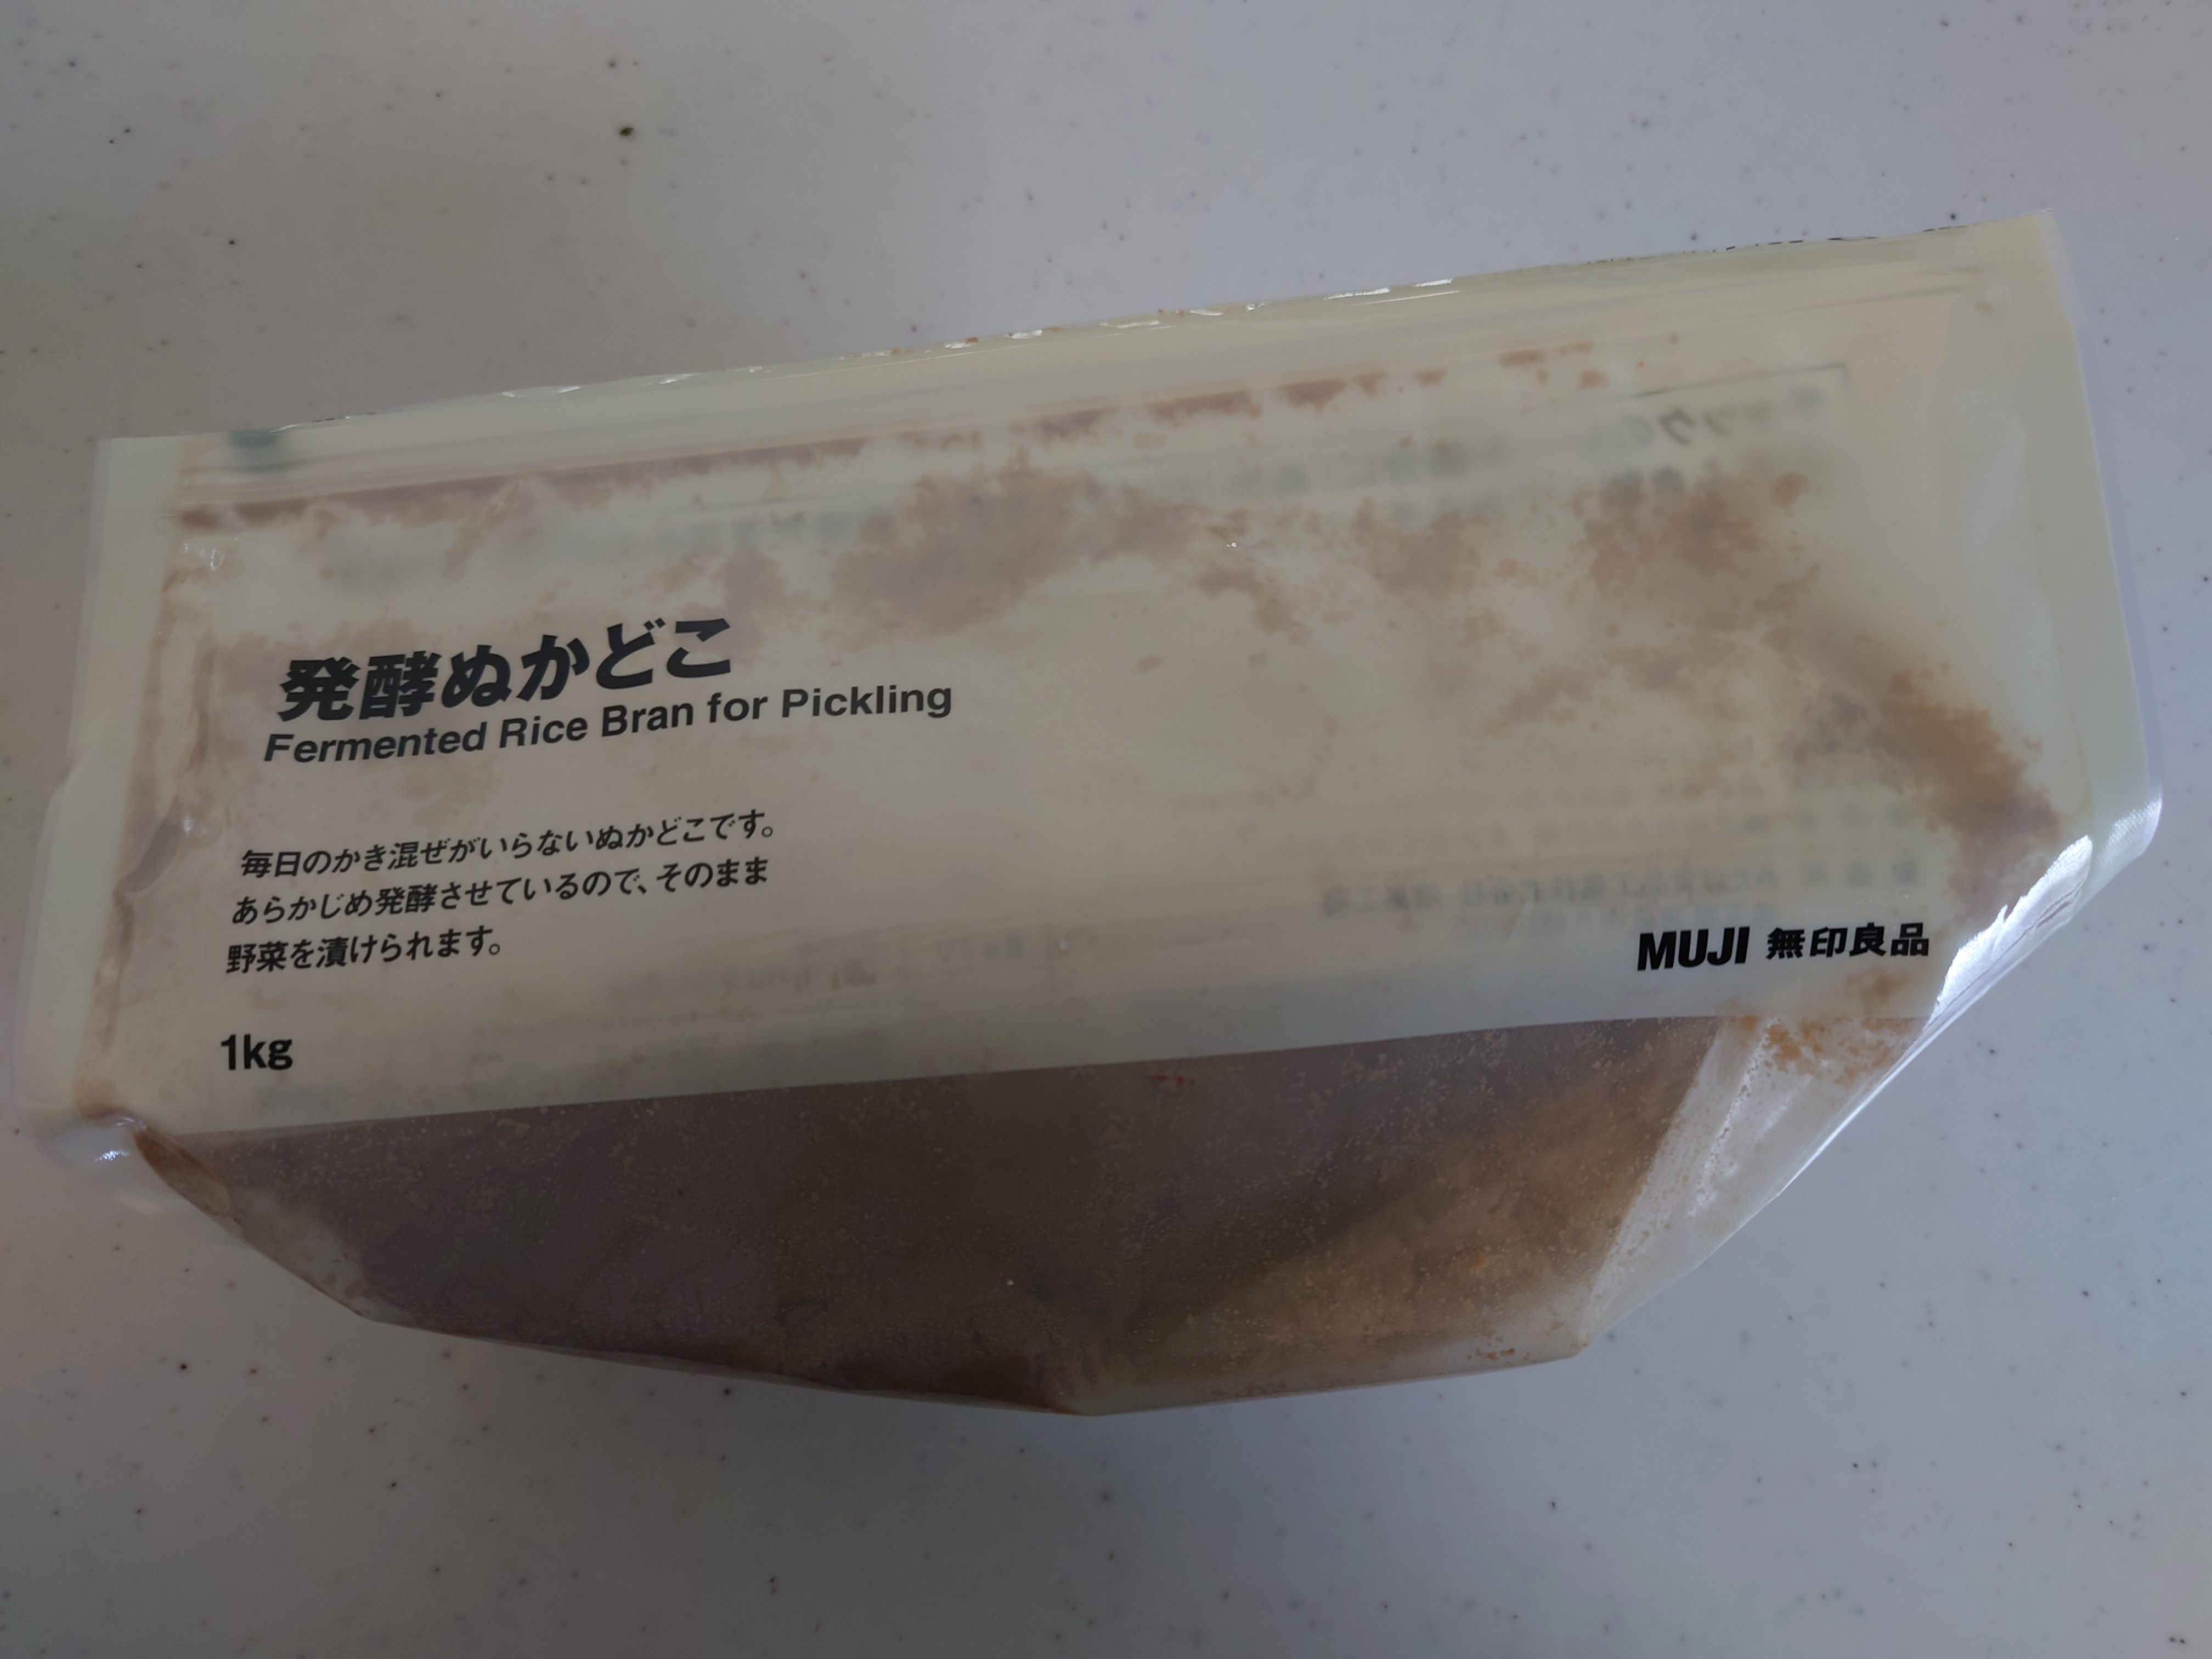 発酵ぬかどこ
Fermented Rice Bran for Pickling
毎日のかき混ぜがいらないぬかどこです。
あらかじめ発酵させているので、そのまま
野菜を漬けられます。
1kg
MUJI 無印良品